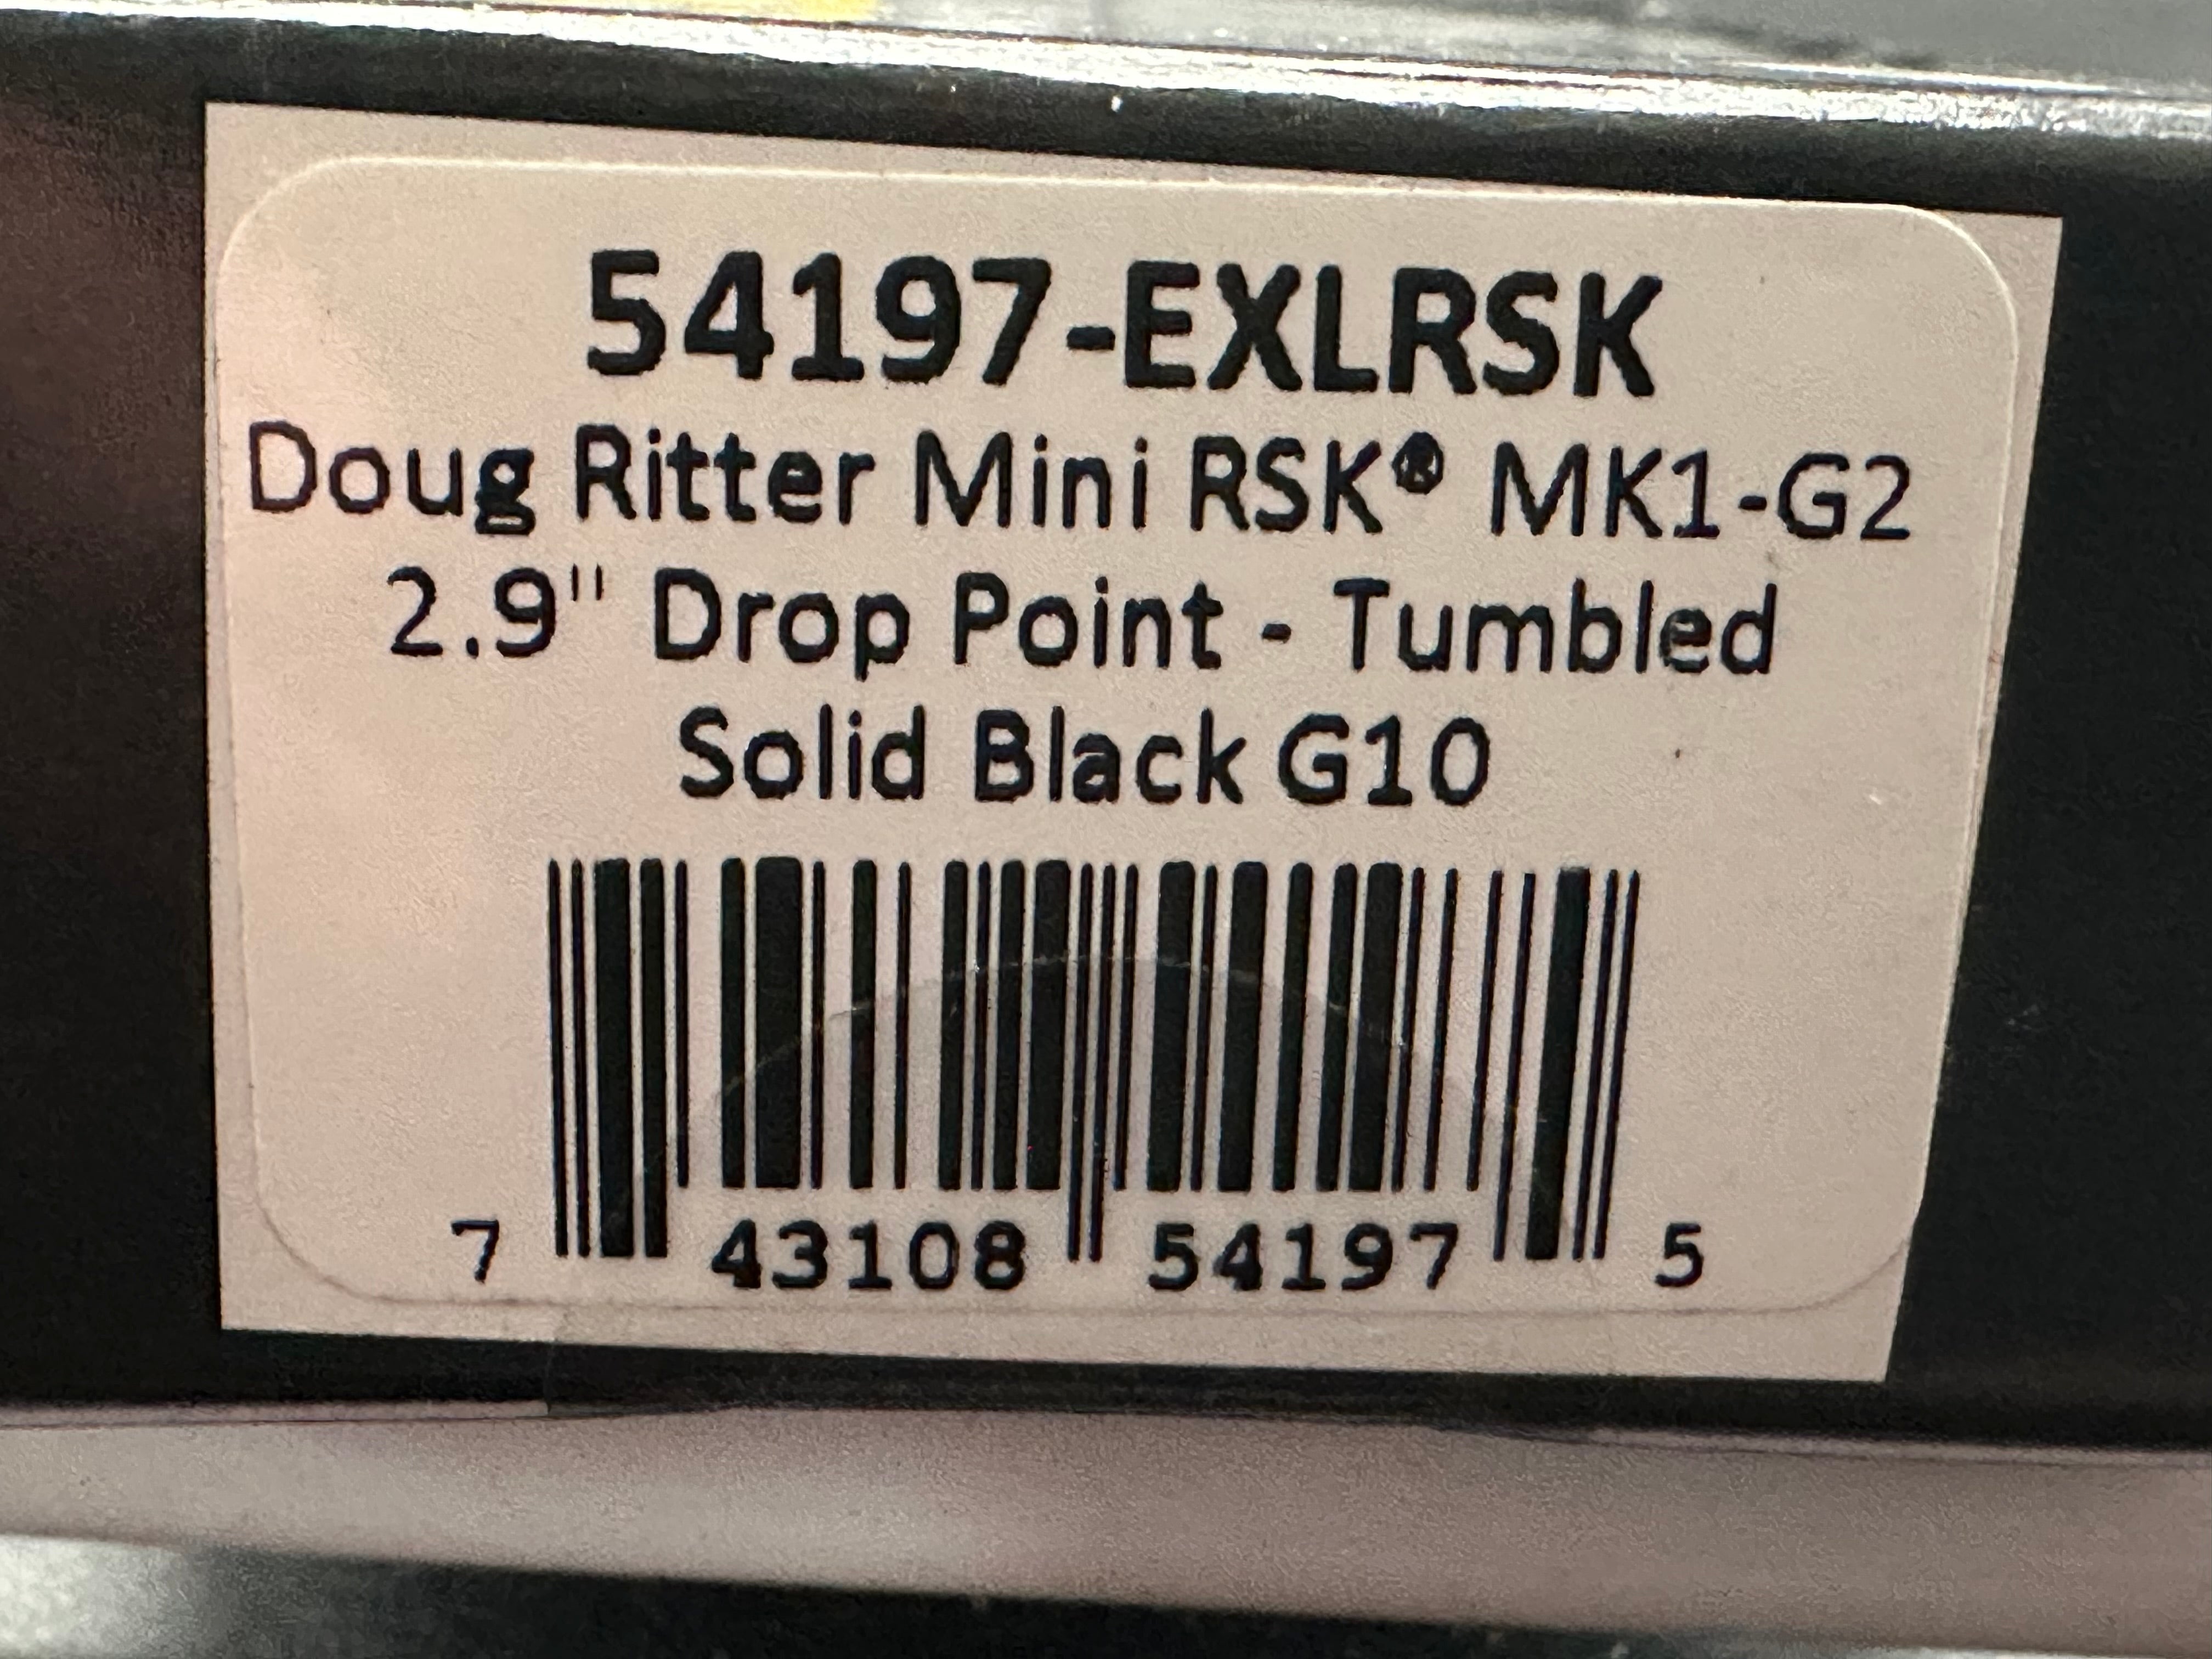 54197-EXLRSK
Doug Ritter Mini RSK® MK1-G2
2.9" Drop Point - Tumbled
Solid Black G10
7 43108 54197 5